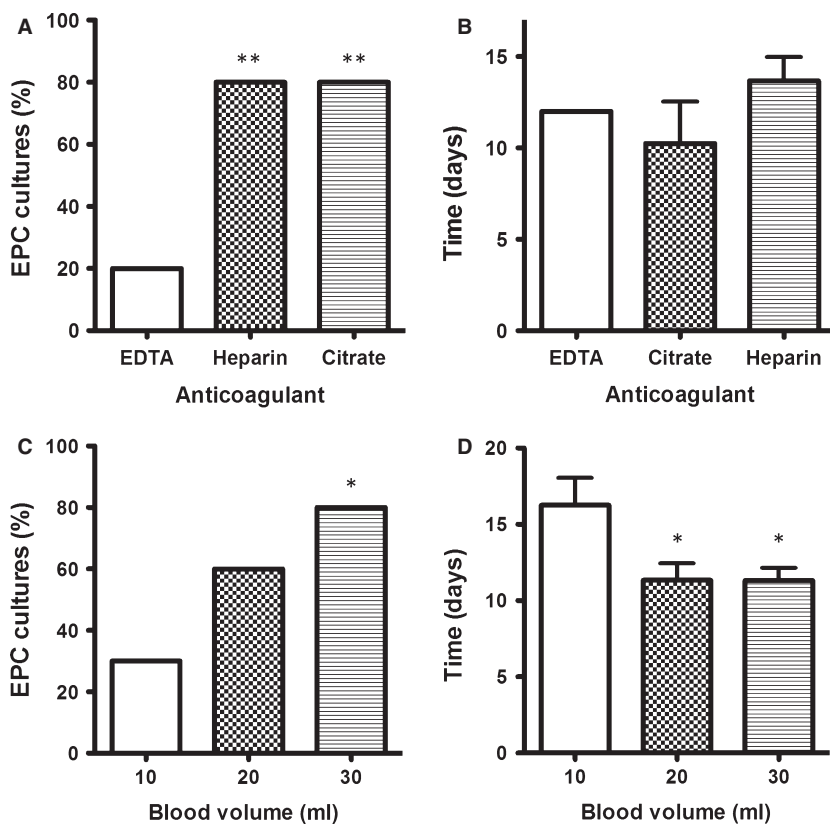 A
EPC cultures (%)
100
80
60
40
20
0
** **
EDTA Heparin Citrate
Anticoagulant
B
Time (days)
15
10
5
0
EDTA Citrate Heparin
Anticoagulant
C
EPC cultures (%)
100
80
60
40
20
0
*
10 20 30
Blood volume (ml)
D
Time (days)
20
15
10
5
0
* *
10 20 30
Blood volume (ml)